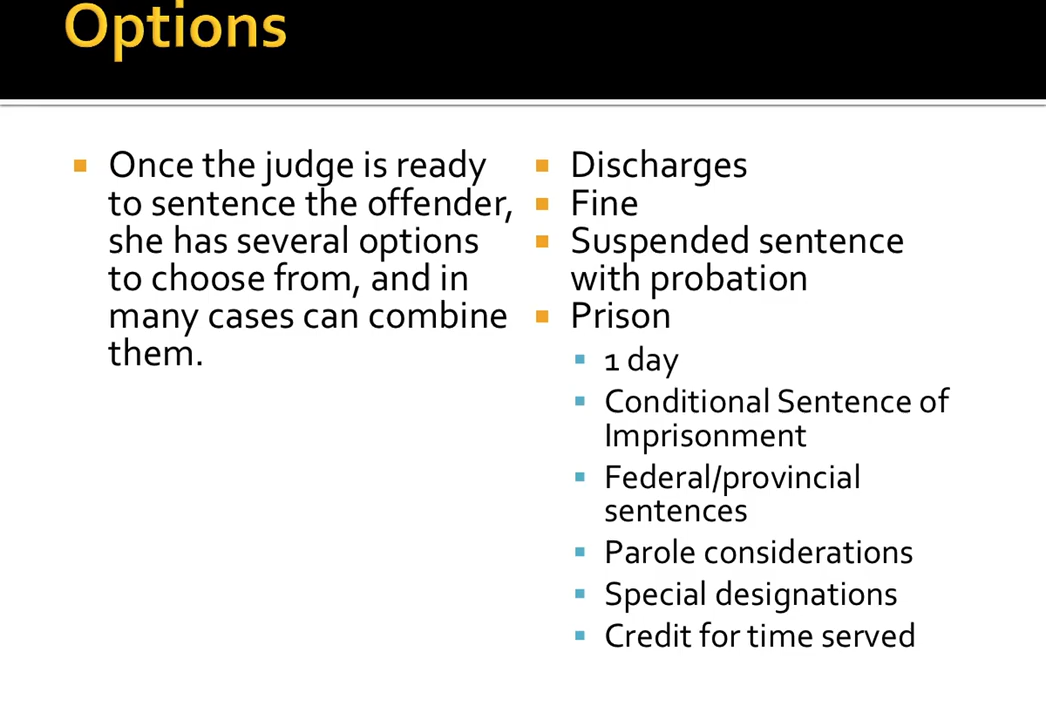 Options
Once the judge is ready
to sentence the offender,
she has several options
to choose from, and in
many cases can combine
them.
Discharges
Fine
Suspended sentence
with probation
Prison
1 day
Conditional Sentence of
Imprisonment
Federal/provincial
sentences
Parole considerations
Special designations
Credit for time served